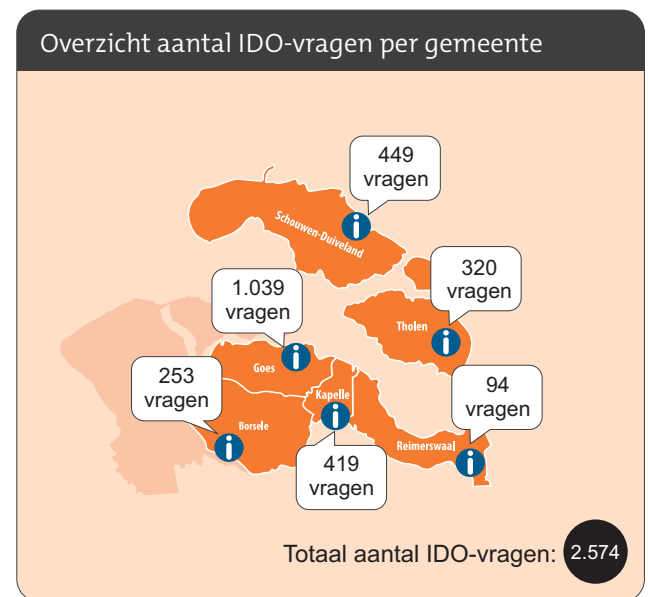 Overzicht aantal IDO-vragen per gemeente
449
vragen
Schouwen-Duiveland
320
vragen
Tholen
1.039
vragen
Goes
253
vragen
Borsele
Kapelle
419
vragen
94
vragen
Reimerswaal
Totaal aantal IDO-vragen: 2.574